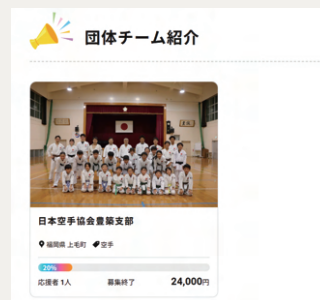 団体チーム紹介
日本空手協会豊築支部
福岡県 上毛町 空手
20%
応援者 1人 募集終了 24,000円